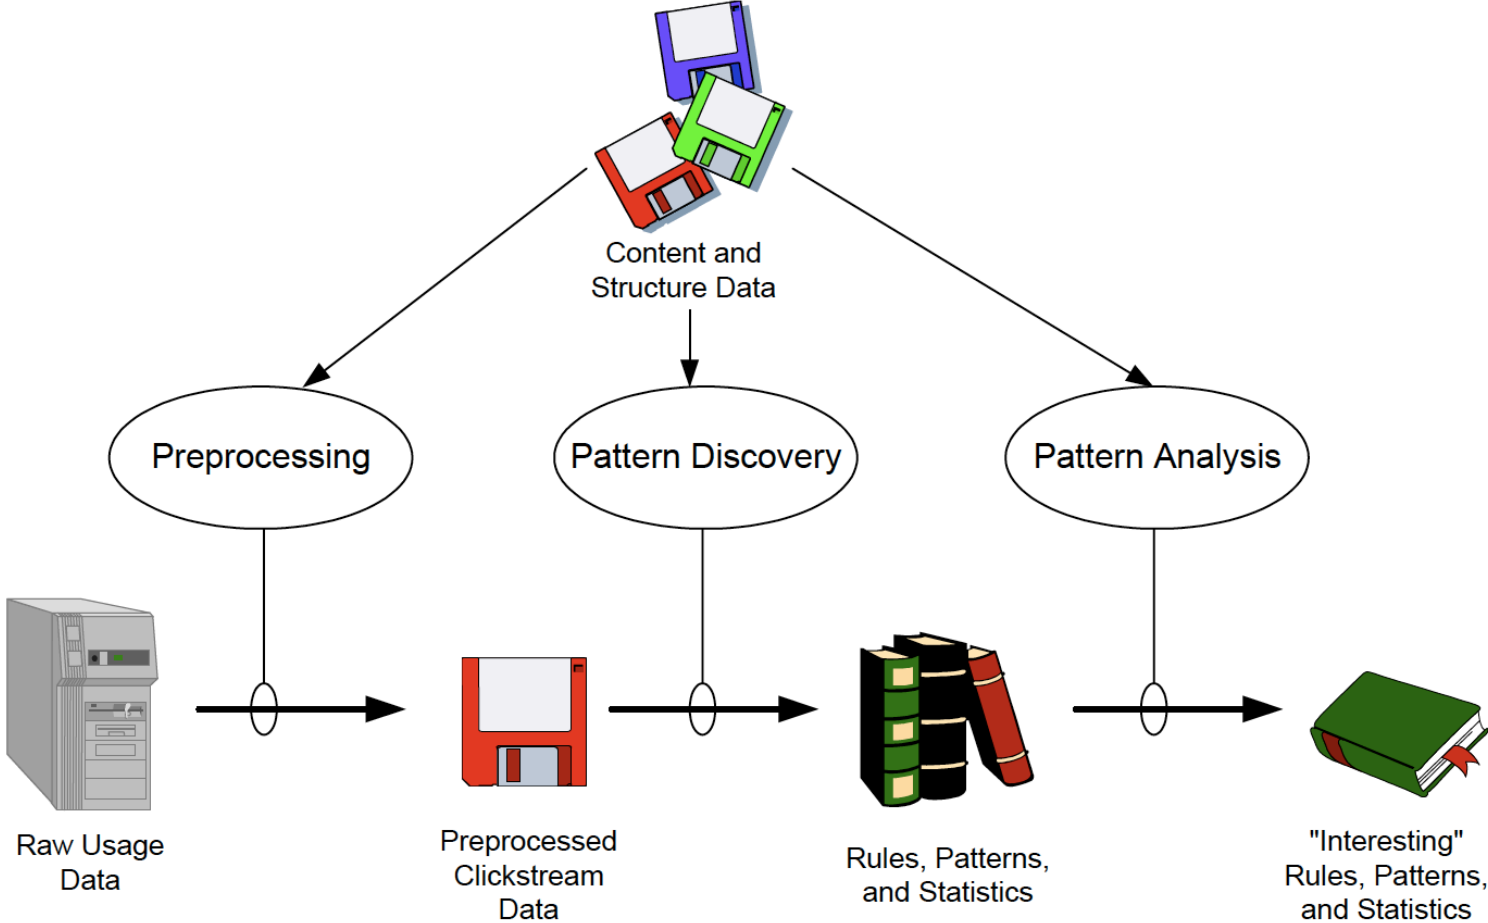 Content and
Structure Data
Preprocessing
Pattern Discovery
Pattern Analysis
Raw Usage
Data
Preprocessed
Clickstream
Data
Rules, Patterns,
and Statistics
"Interesting"
Rules, Patterns,
and Statistics